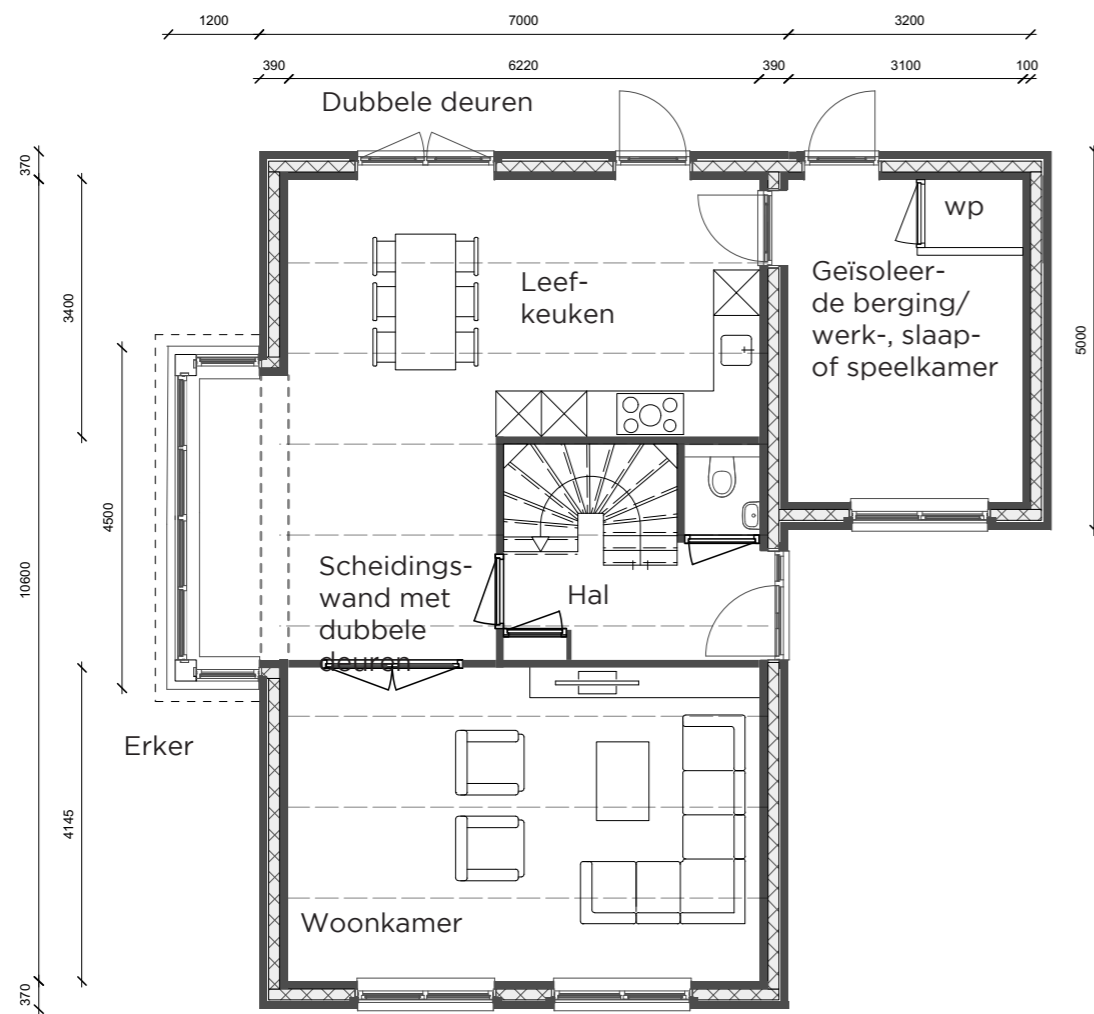 1200
7000
3200
390
6220
390
3100
100
Dubbele deuren
370
wp
Leef-
keuken
Geïsoleer-
de berging/
werk-, slaap-
of speelkamer
3400
5000
4500
10600
Scheidings-
wand met
dubbele
deuren
Hal
Erker
4145
Woonkamer
370